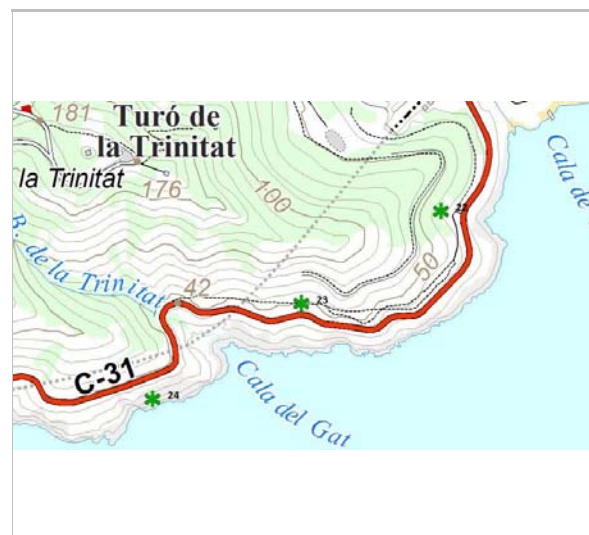 181
Turó de
la Trinitat
la Trinitat
176
100
Cala de
22
B. de la Trinitat
42
50
23
C-31
Cala del Gat
24